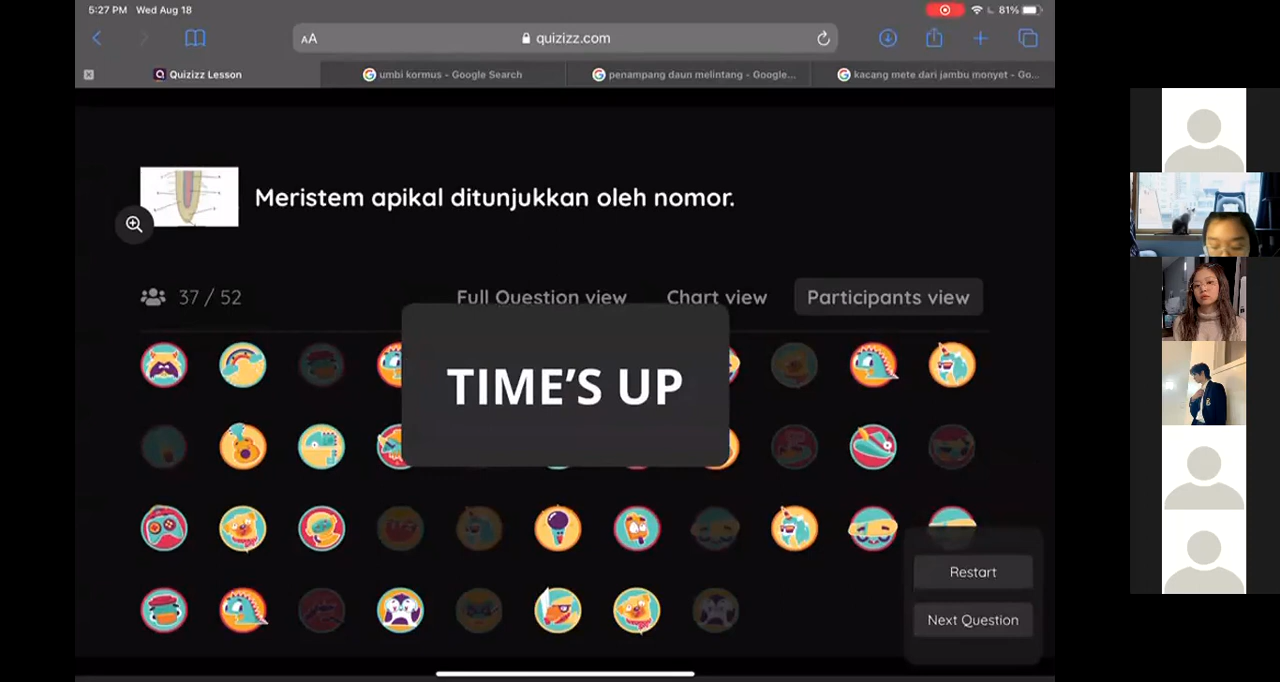 5:27 PM Wed Aug 18
81%
AA
quizizz.com
Quizizz Lesson
umbi kormus - Google Search
penampang daun melintang - Google...
kacang mete dari jambu monyet - Go...
Meristem apikal ditunjukkan oleh nomor.
37 / 52
Full Question view
Chart view
Participants view
TIME'S UP
Restart
Next Question